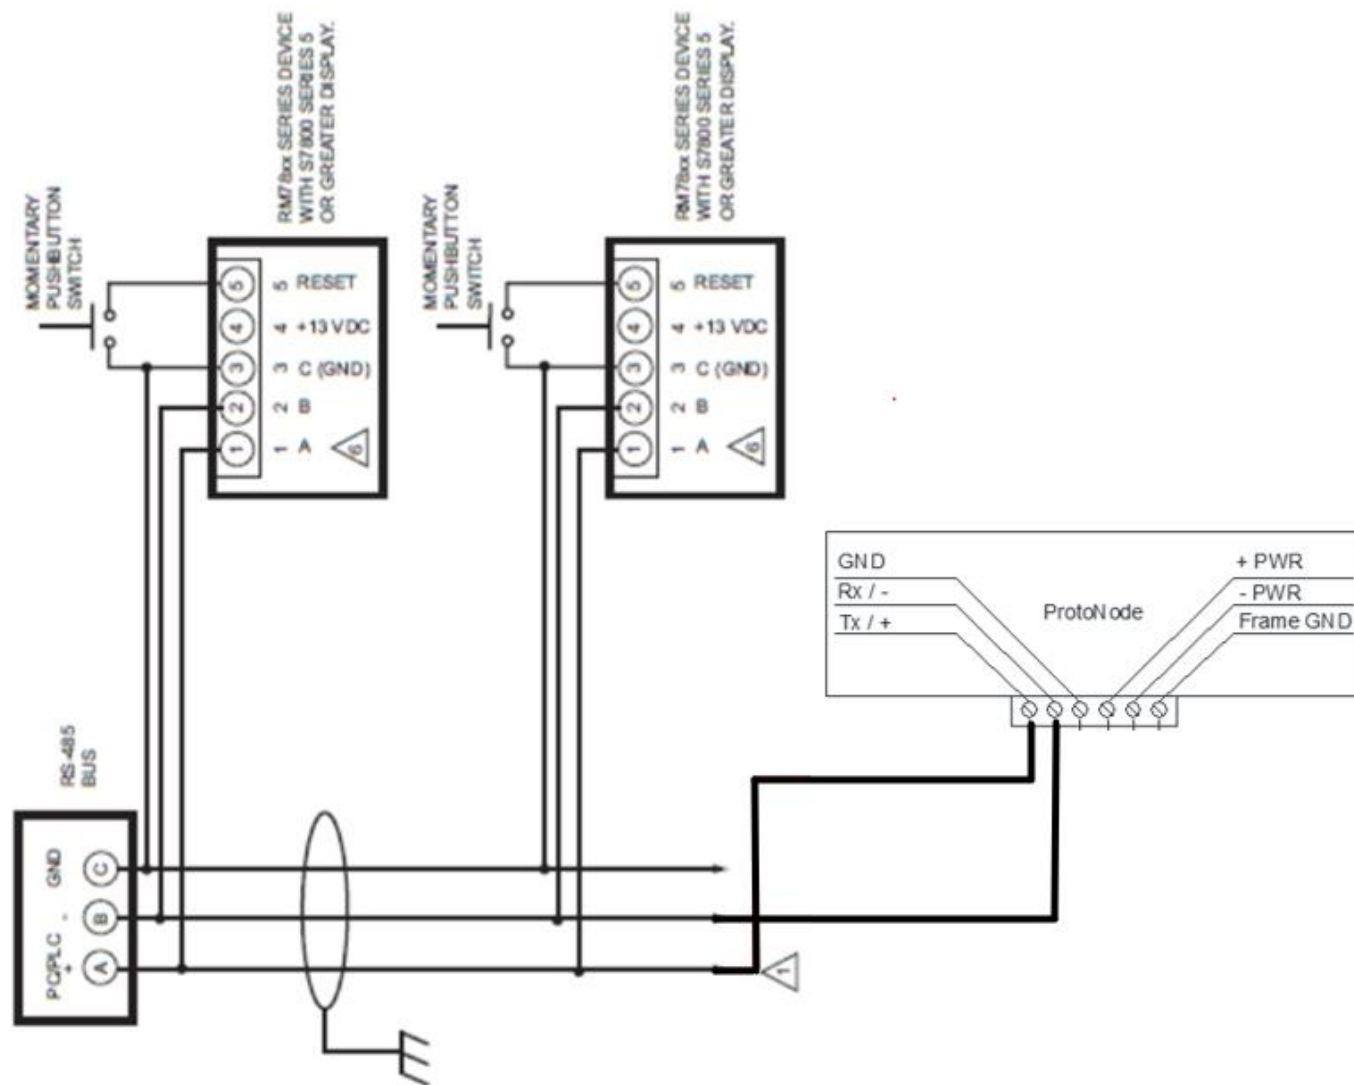 MOMENTARY
PUSHBUTTON
SWITCH
RM78xx SERIES DEVICE
WITH S7800 SERIES 5
OR GREATER DISPLAY.
5 5 RESET
4 4 +13 VDC
3 3 C (GND)
2 2 B
1 1 A 6
MOMENTARY
PUSHBUTTON
SWITCH
RM78xx SERIES DEVICE
WITH S7800 SERIES 5
OR GREATER DISPLAY.
5 5 RESET
4 4 +13 VDC
3 3 C (GND)
2 2 B
1 1 A 6
GND
Rx / -
Tx / +
ProtoNode
+ PWR
- PWR
Frame GND
RS-485
BUS
GND C
- B
PC/PLC
+ A
1